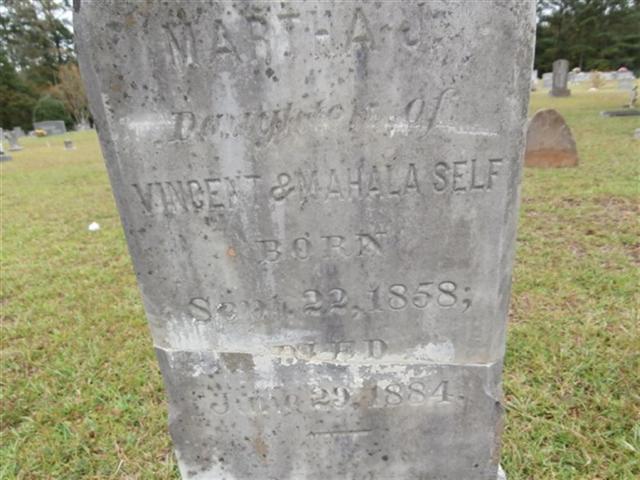 MARTHA J.
Daughter Of
VINCENT & MAHALA SELF
BORN
Sept. 22, 1858;
DIED
29, 1884.